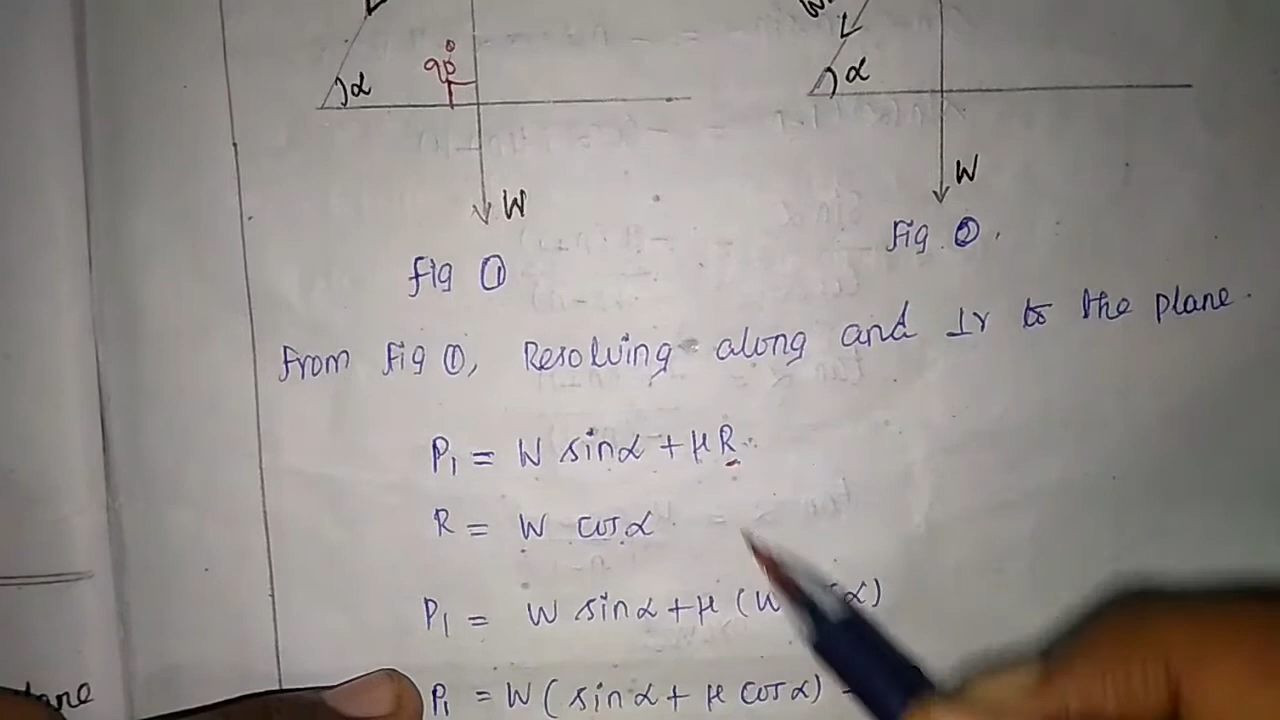 90°
α
α
W
W
Fig ①
Fig. ②.
From Fig ①, Resolving along and ⊥r to the plane.
P₁ = W sinα + μR
R = W cosα
P₁ = W sinα + μ (W α)
P₁ = W (sinα + μ cosα)